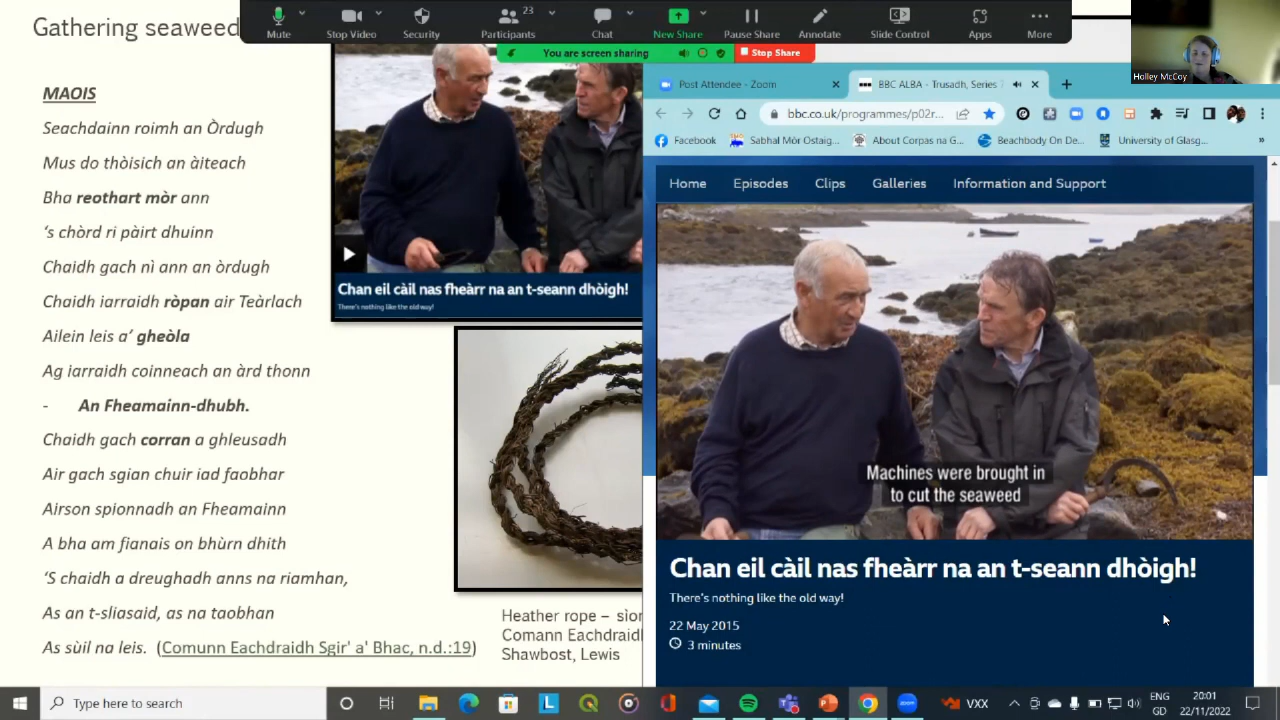 Gathering seaweed
Mute
Stop Video
Security
23
Participants
Chat
New Share
Pause Share
Annotate
Slide Control
Apps
More
You are screen sharing
Stop Share
Holley McCoy
MAOIS
Seachdainn roimh an Òrdugh
Mus do thòisich an àiteach
Bha reothart mòr ann
‘s chòrd ri pàirt dhuinn
Chaidh gach nì ann an òrdugh
Chaidh iarraidh ròpan air Teàrlach
Ailein leis a’ gheòla
Ag iarraidh coinneach an àrd thonn
- An Fheamainn-dhubh.
Chaidh gach corran a ghleusadh
Air gach sgian chuir iad faobhar
Airson spionnadh an Fheamainn
A bha am fianais on bhùrn dhith
‘S chaidh a dreughadh anns na riamhan,
As an t-sliasaid, as na taobhan
As sùil na leis. (Comunn Eachdraidh Sgir' a' Bhac, n.d.:19)
Chan eil càil nas fheàrr na an t-seann dhòigh!
There's nothing like the old way!
Heather rope – sìor
Comann Eachdraid
Shawbost, Lewis
Post Attendee - Zoom
BBC ALBA - Trusadh, Series 7
bbc.co.uk/programmes/p02r...
Facebook
Sabhal Mòr Ostaig...
About Corpas na G...
Beachbody On De...
University of Glasg...
»
Home
Episodes
Clips
Galleries
Information and Support
Machines were brought in
to cut the seaweed
Chan eil càil nas fheàrr na an t-seann dhòigh!
There's nothing like the old way!
22 May 2015
3 minutes
Type here to search
VXX
ENG
GD
20:01
22/11/2022